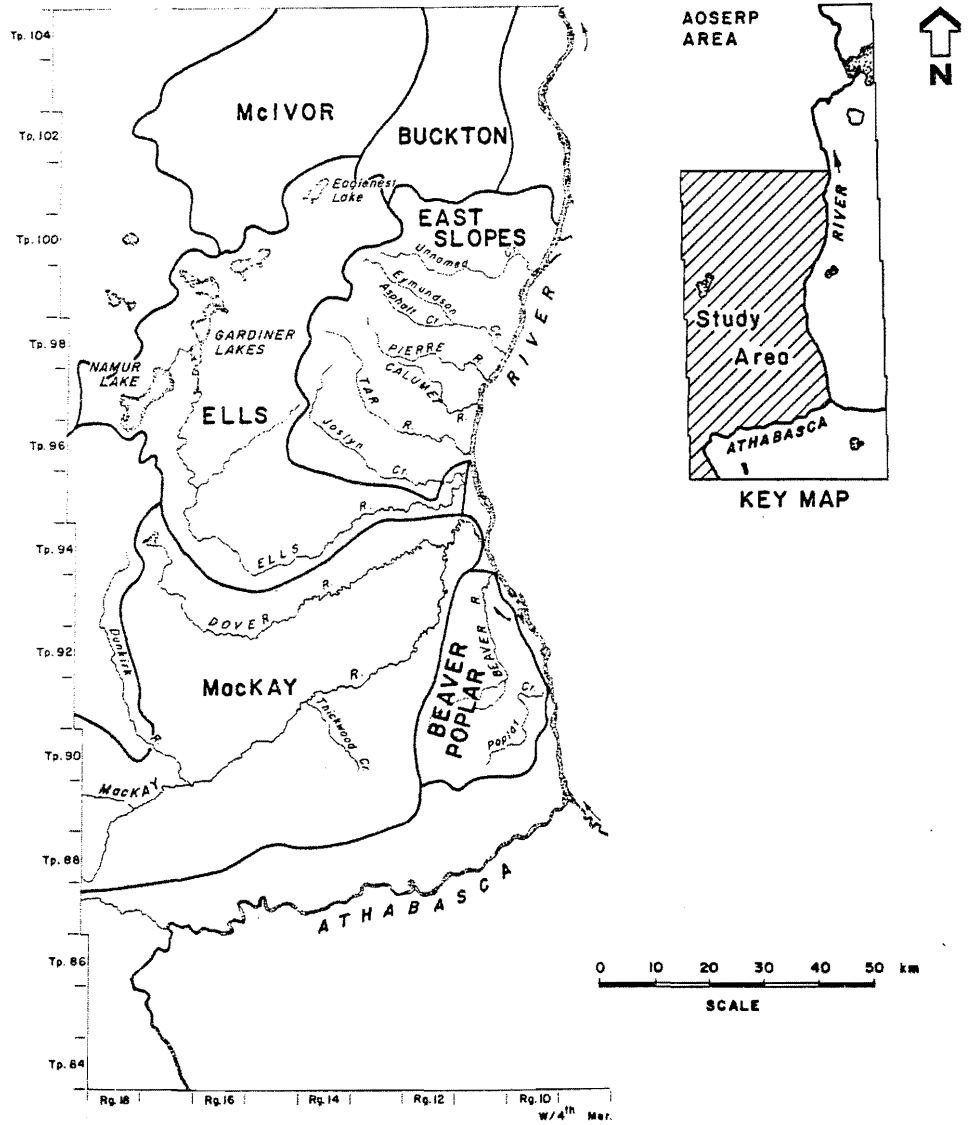 Tp. 104
McIVOR
Tp. 102
BUCKTON
Eaglenest
Lake
EAST
SLOPES
Tp. 100
Unnamed Cr.
Eymundson Cr.
Asphalt Cr.
GARDINER
LAKES
Tp. 98
NAMUR
LAKE
PIERRE R.
CALUMET R.
TAR R.
ELLS
Joslyn Cr.
Tp. 96
RIVER
ELLS R.
Tp. 94
DOVER R.
Dunkirk R.
Tp. 92
MacKAY
BEAVER
POPLAR
BEAVER R.
Poplar Cr.
Thickwood Cr.
Tp. 90
MacKAY R.
Tp. 88
ATHABASCA
Tp. 86
Tp. 84
Rg. 18 Rg. 16 Rg. 14 Rg. 12 Rg. 10
W/4th Mer.
AOSERP
AREA
N
RIVER
Study
Area
ATHABASCA
KEY MAP
0 10 20 30 40 50 km
SCALE